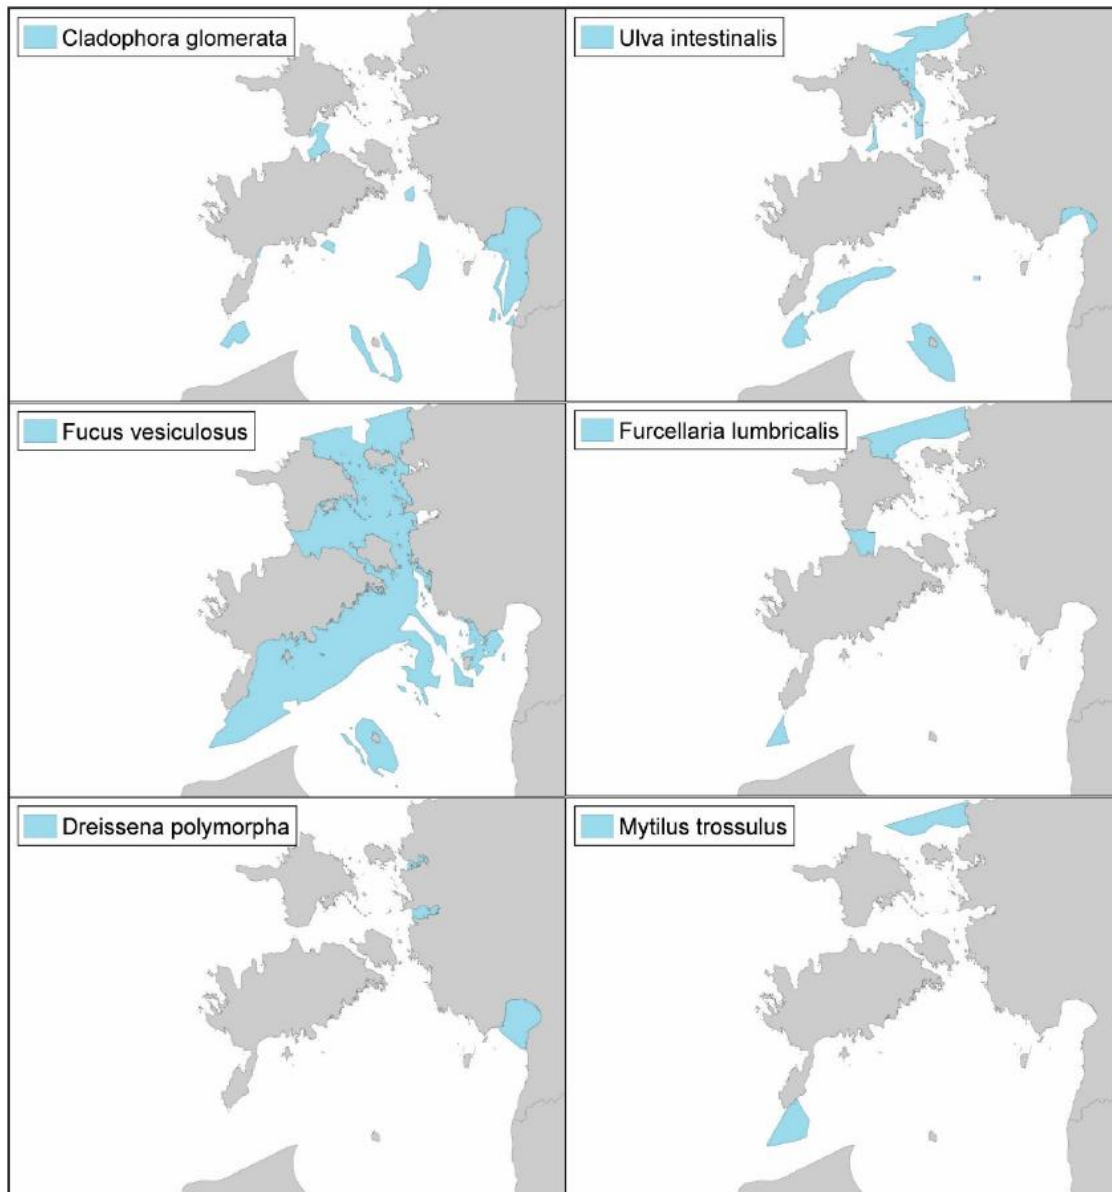 Cladophora glomerata
Ulva intestinalis
Fucus vesiculosus
Furcellaria lumbricalis
Dreissena polymorpha
Mytilus trossulus